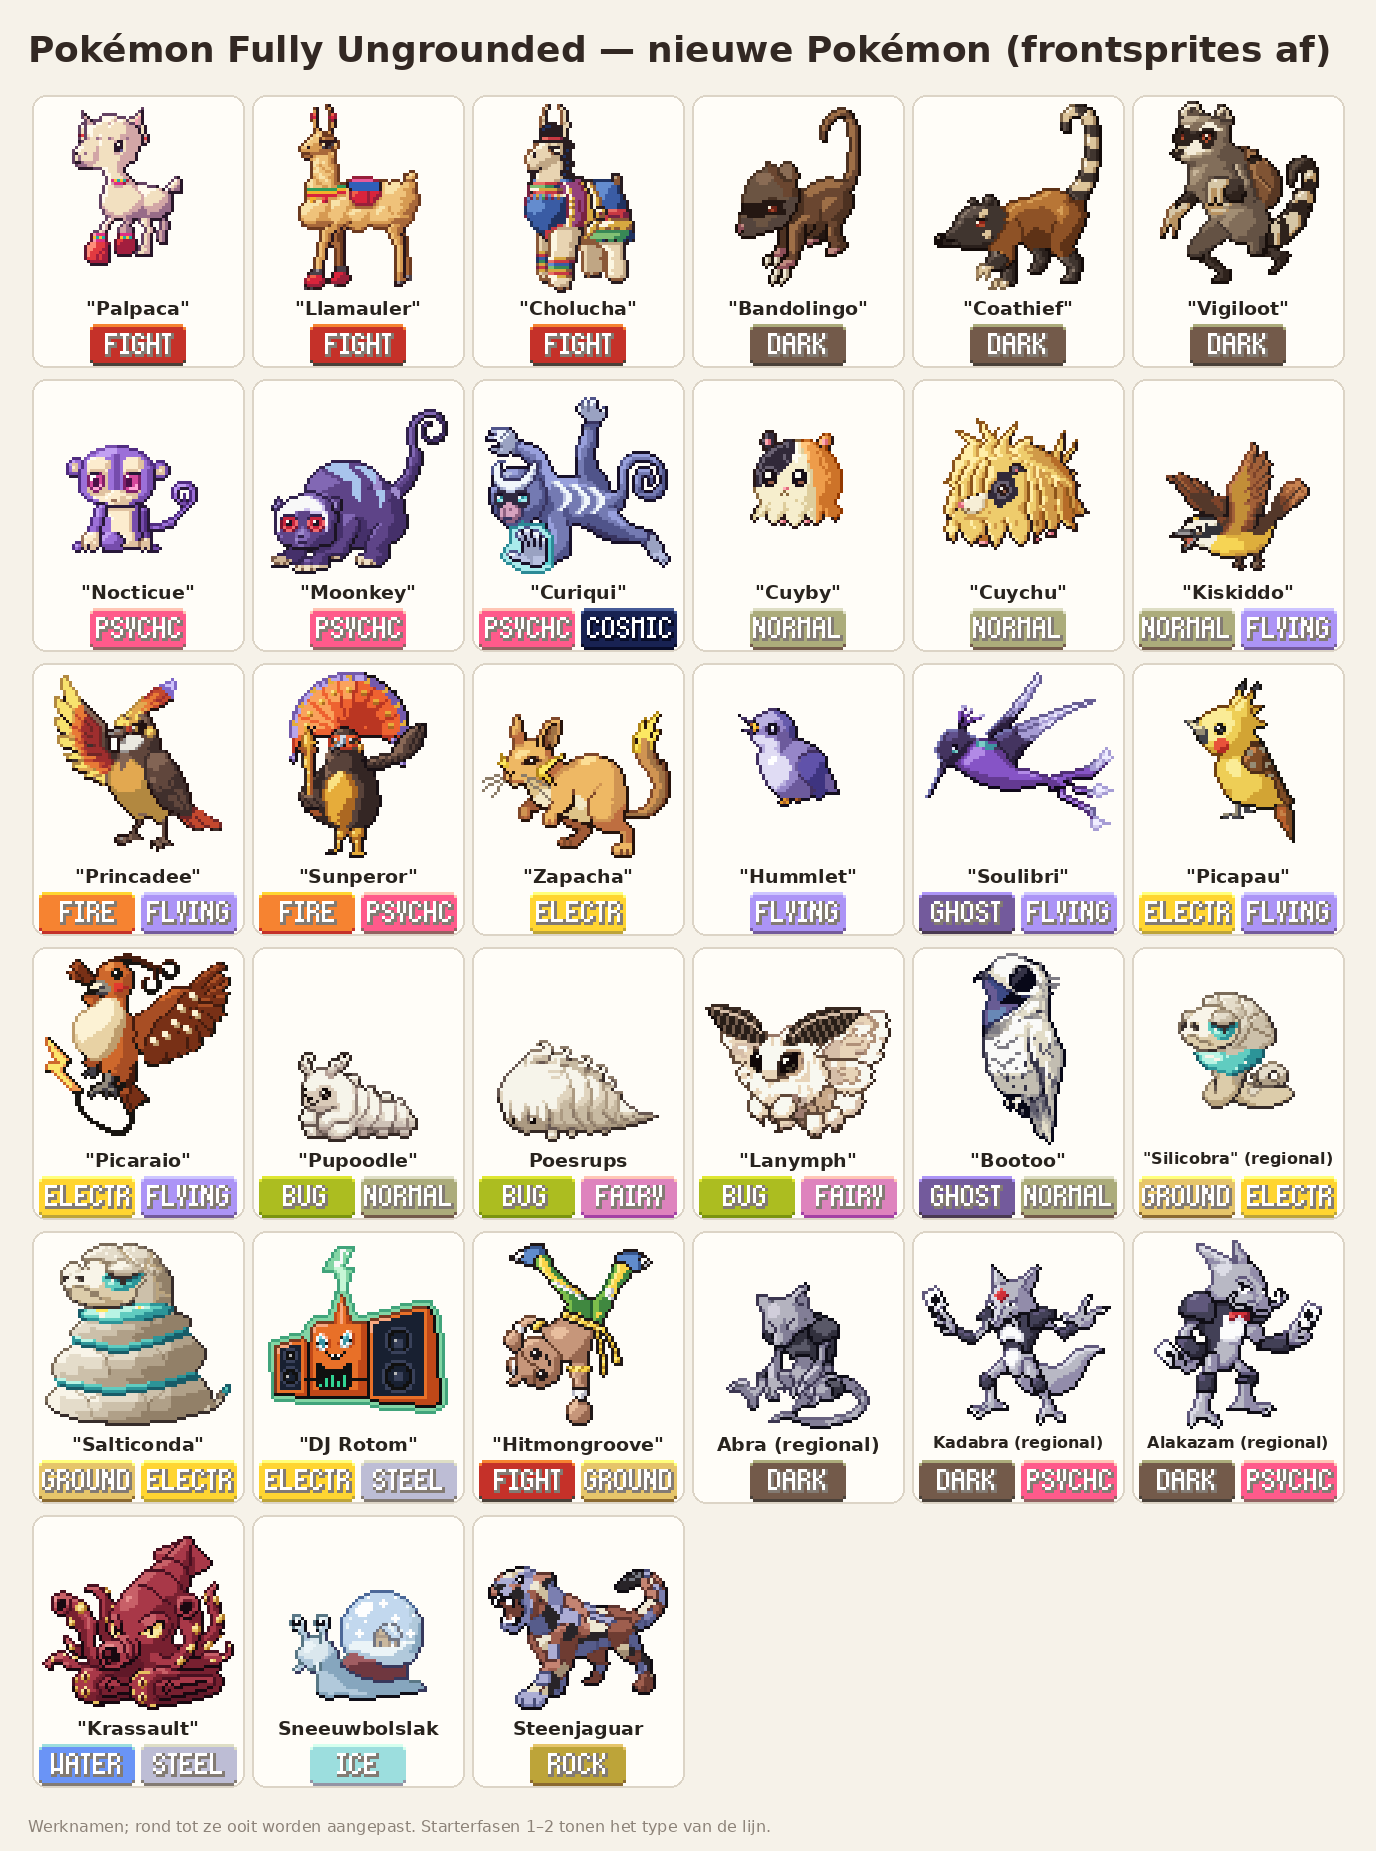 Pokémon Fully Ungrounded — nieuwe Pokémon (frontsprites af)
"Palpaca" "Llamauler" "Cholucha" "Bandolingo" "Coathief" "Vigiloot"
FIGHT FIGHT FIGHT DARK DARK DARK
"Nocticue" "Moonkey" "Curiqui" "Cuyby" "Cuychu" "Kiskiddo"
PSYCHC PSYCHC PSYCHC COSMIC NORMAL NORMAL NORMAL FLYING
"Princadee" "Sunperor" "Zapacha" "Hummlet" "Soulibri" "Picapau"
FIRE FLYING FIRE PSYCHC ELECTR FLYING GHOST FLYING ELECTR FLYING
"Picaraio" "Pupoodle" Poesrups "Lanymph" "Bootoo" "Silicobra" (regional)
ELECTR FLYING BUG NORMAL BUG FAIRY BUG FAIRY GHOST NORMAL GROUND ELECTR
"Salticonda" "DJ Rotom" "Hitmongroove" Abra (regional) Kadabra (regional) Alakazam (regional)
GROUND ELECTR ELECTR STEEL FIGHT GROUND DARK DARK PSYCHC DARK PSYCHC
"Krassault" Sneeuwbolslak Steenjaguar
WATER STEEL ICE ROCK
Werknamen; rond tot ze ooit worden aangepast. Starterfasen 1–2 tonen het type van de lijn.